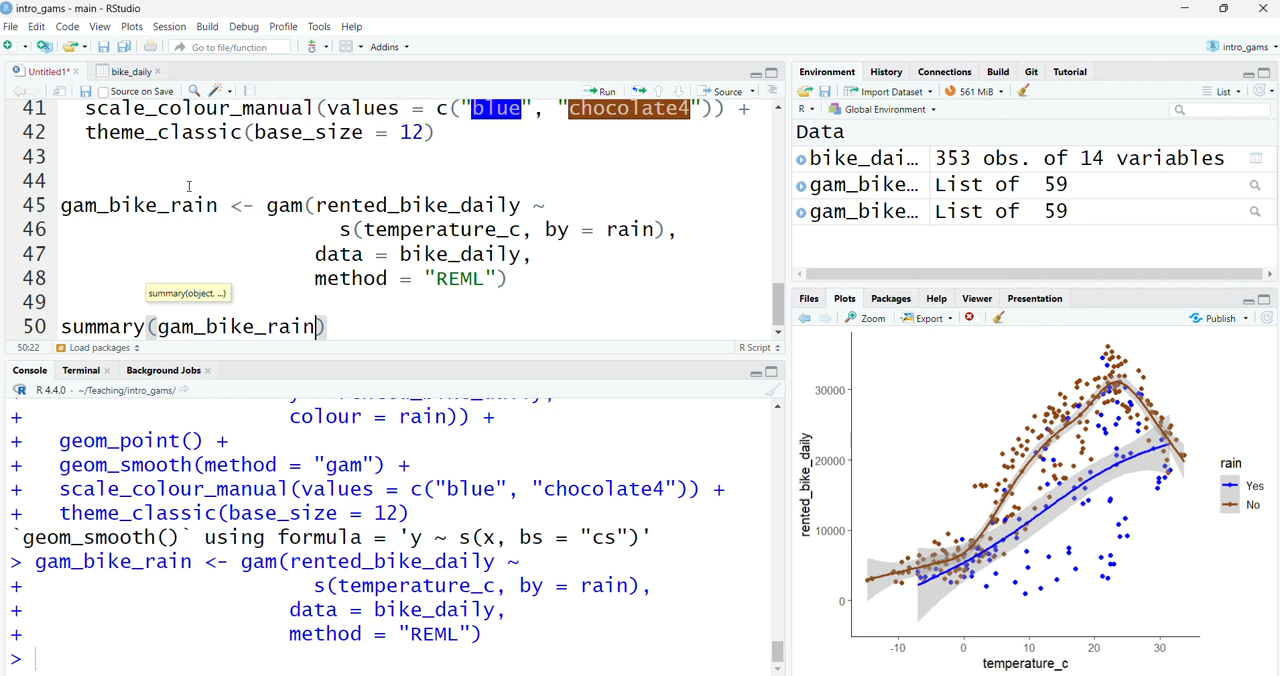 intro_gams - main - RStudio
File Edit Code View Plots Session Build Debug Profile Tools Help
Go to file/function Addins intro_gams
Untitled1* bike_daily
Source on Save Run Source
41 scale_colour_manual(values = c("blue", "chocolate4")) +
42 theme_classic(base_size = 12)
43
44
45 gam_bike_rain <- gam(rented_bike_daily ~
46 s(temperature_c, by = rain),
47 data = bike_daily,
48 method = "REML")
summary(object, ...)
49
50 summary(gam_bike_rain)
50:22 Load packages R Script
Console Terminal Background Jobs
R 4.4.0 · ~/Teaching/intro_gams/
+ colour = rain)) +
+ geom_point() +
+ geom_smooth(method = "gam") +
+ scale_colour_manual(values = c("blue", "chocolate4")) +
+ theme_classic(base_size = 12)
`geom_smooth()` using formula = 'y ~ s(x, bs = "cs")'
> gam_bike_rain <- gam(rented_bike_daily ~
+ s(temperature_c, by = rain),
+ data = bike_daily,
+ method = "REML")
>
Environment History Connections Build Git Tutorial
Import Dataset 561 MiB List
R Global Environment
Data
bike_dai... 353 obs. of 14 variables
gam_bike... List of 59
gam_bike... List of 59
Files Plots Packages Help Viewer Presentation
Zoom Export Publish
30000
20000
10000
0
rented_bike_daily
-10 0 10 20 30
temperature_c
rain
Yes
No